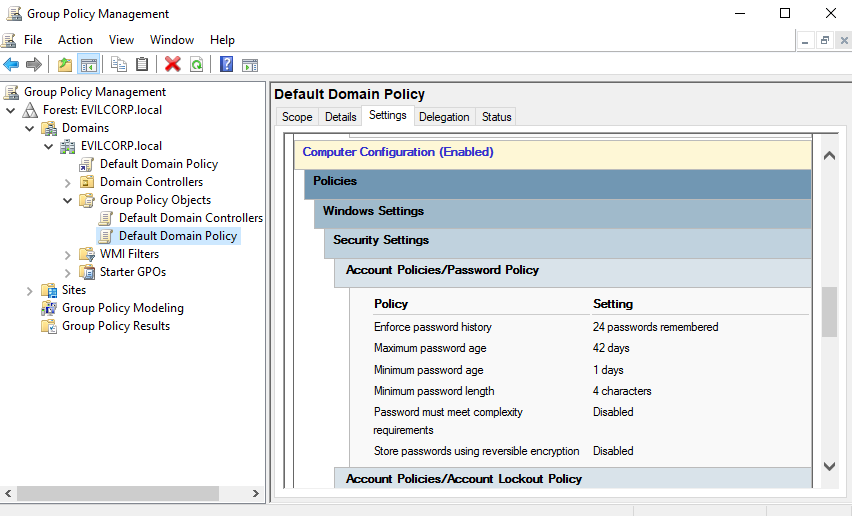 Group Policy Management
File Action View Window Help
Group Policy Management
Forest: EVILCORP.local
Domains
EVILCORP.local
Default Domain Policy
Domain Controllers
Group Policy Objects
Default Domain Controllers
Default Domain Policy
WMI Filters
Starter GPOs
Sites
Group Policy Modeling
Group Policy Results
Default Domain Policy
Scope Details Settings Delegation Status
Computer Configuration (Enabled)
Policies
Windows Settings
Security Settings
Account Policies/Password Policy
Policy Setting
Enforce password history 24 passwords remembered
Maximum password age 42 days
Minimum password age 1 days
Minimum password length 4 characters
Password must meet complexity Disabled
requirements
Store passwords using reversible encryption Disabled
Account Policies/Account Lockout Policy